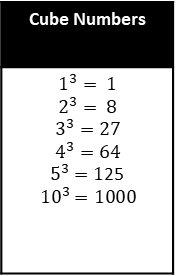 Cube Numbers
1³ = 1
2³ = 8
3³ = 27
4³ = 64
5³ = 125
10³ = 1000